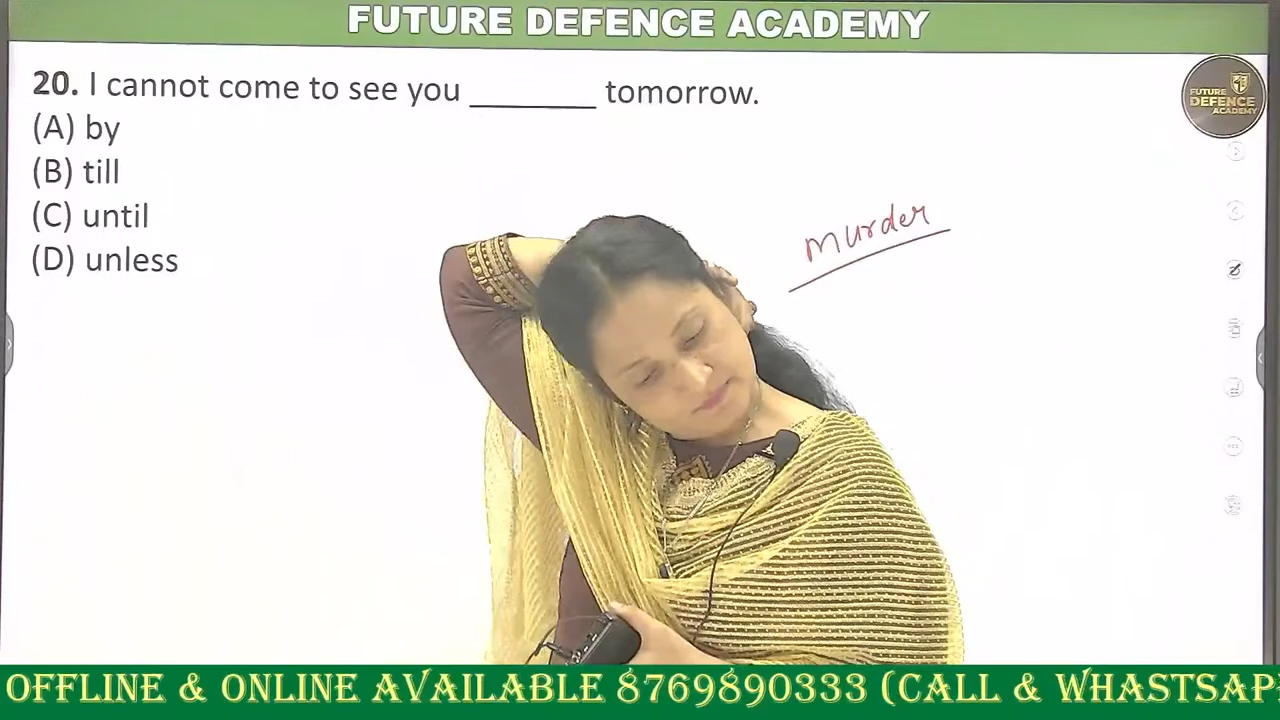 FUTURE DEFENCE ACADEMY
20. I cannot come to see you ________ tomorrow.
(A) by
(B) till
(C) until
(D) unless
FUTURE
DEFENCE
ACADEMY
murder
OFFLINE & ONLINE AVAILABLE 8769890333 (CALL & WHASTSAP